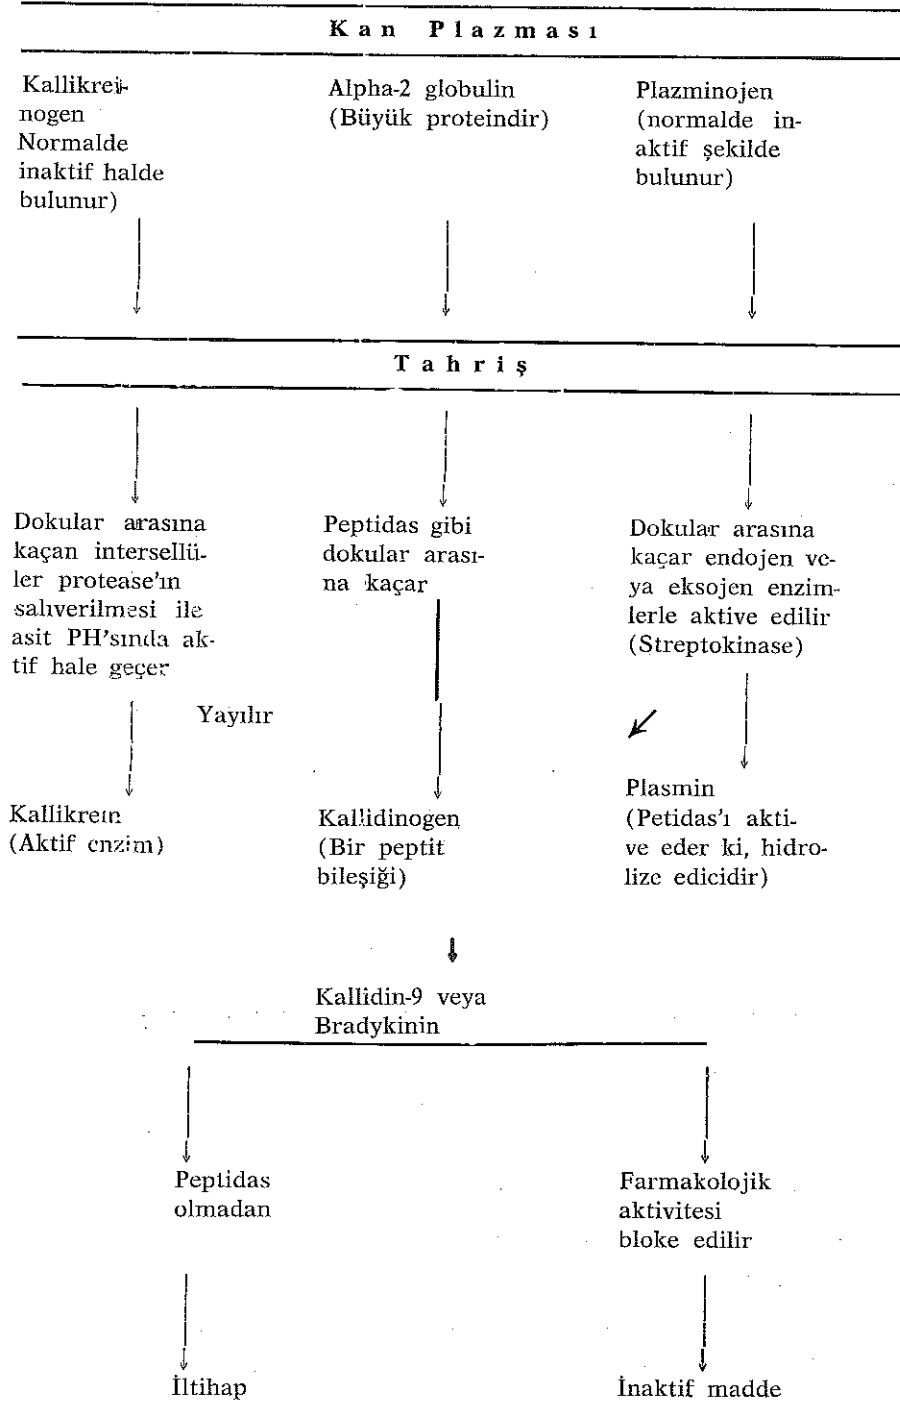 Kan Plazması
Kallikrei-
nogen
Normalde
inaktif halde
bulunur)
Alpha-2 globulin
(Büyük proteindir)
Plazminojen
(normalde in-
aktif şekilde
bulunur)
Tahriş
Dokular arasına
kaçan intersellü-
ler protease'ın
salıverilmesi ile
asit PH'sında ak-
tif hale geçer
Peptidas gibi
dokular arası-
na kaçar
Dokular arasına
kaçar endojen ve-
ya eksojen enzim-
lerle aktive edilir
(Streptokinase)
Yayılır
Kallikrein
(Aktif enzim)
Kallidinogen
(Bir peptit
bileşiği)
Plasmin
(Petidas'ı akti-
ve eder ki, hidro-
lize edicidir)
Kallidin-9 veya
Bradykinin
Peptidas
olmadan
Farmakolojik
aktivitesi
bloke edilir
İltihap
İnaktif madde